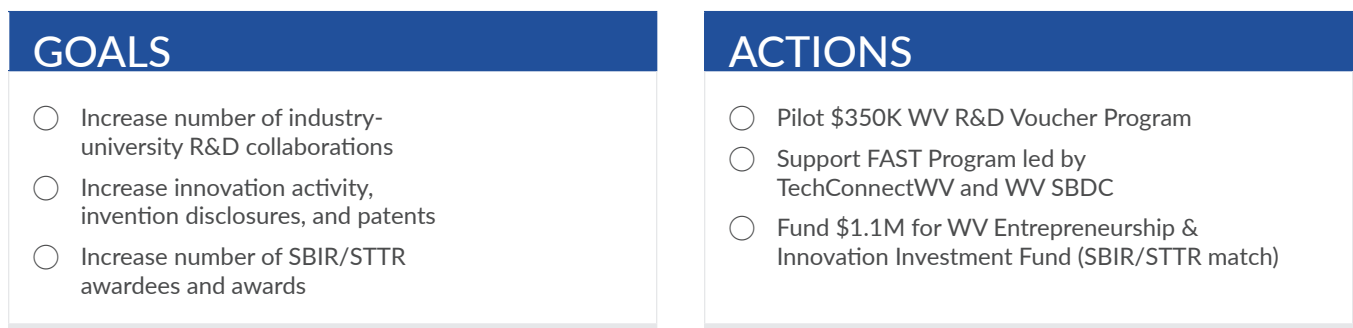 GOALS
Increase number of industry-
university R&D collaborations
Increase innovation activity,
invention disclosures, and patents
Increase number of SBIR/STTR
awardees and awards
ACTIONS
Pilot $350K WV R&D Voucher Program
Support FAST Program led by
TechConnectWV and WV SBDC
Fund $1.1M for WV Entrepreneurship &
Innovation Investment Fund (SBIR/STTR match)